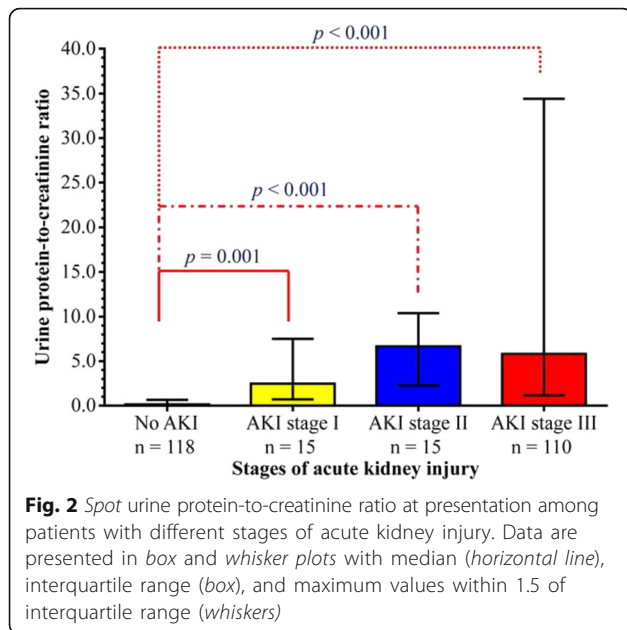 p < 0.001
p < 0.001
p = 0.001
40.0
35.0
30.0
25.0
20.0
15.0
10.0
5.0
0.0
Urine protein-to-creatinine ratio
No AKI AKI stage I AKI stage II AKI stage III
n = 118 n = 15 n = 15 n = 110
Stages of acute kidney injury
Fig. 2 Spot urine protein-to-creatinine ratio at presentation among
patients with different stages of acute kidney injury. Data are
presented in box and whisker plots with median (horizontal line),
interquartile range (box), and maximum values within 1.5 of
interquartile range (whiskers)